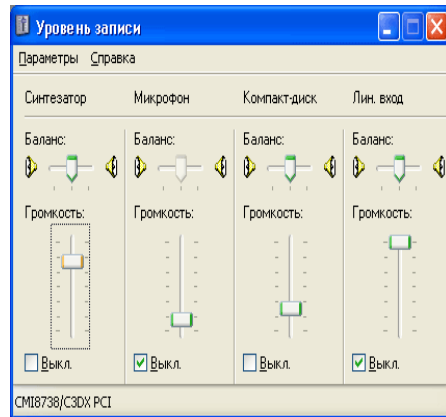 Уровень записи
Параметры Справка
Синтезатор Микрофон Компакт-диск Лин. вход
Баланс: Баланс: Баланс: Баланс:
Громкость: Громкость: Громкость: Громкость:
Выкл. Выкл. Выкл. Выкл.
CMI8738/C3DX PCI